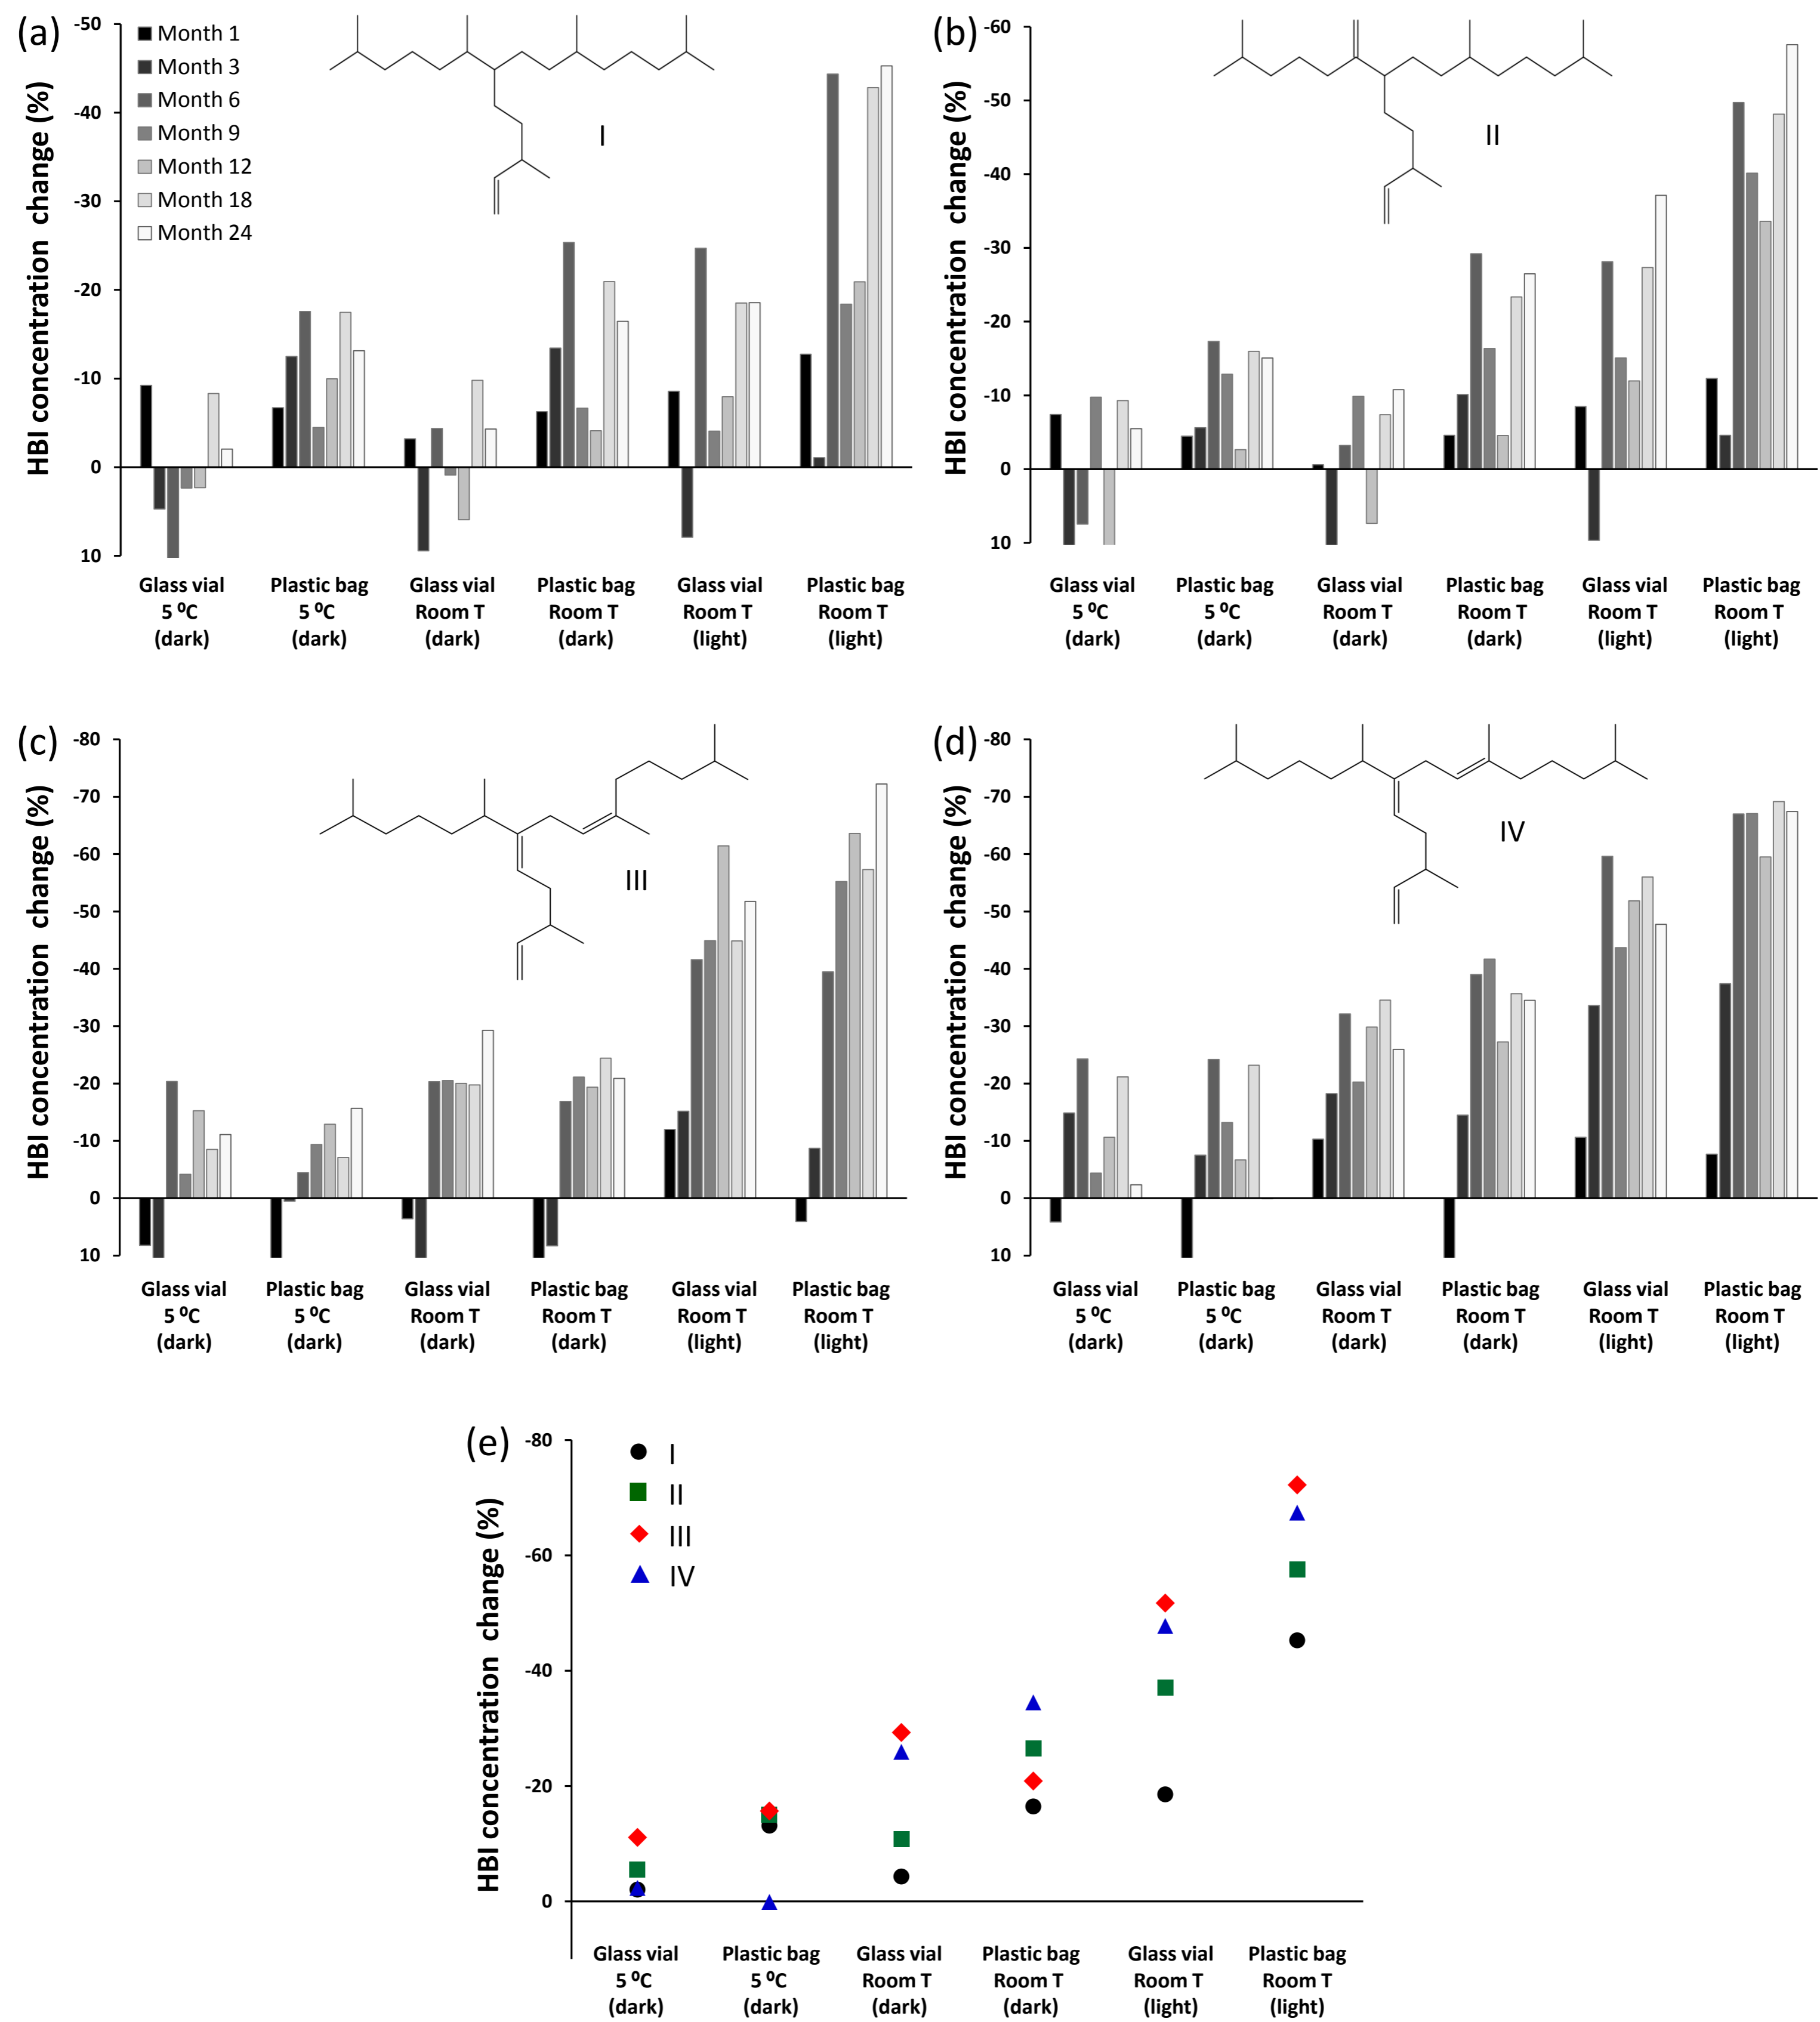 (a)
HBI concentration change (%)
-50
-40
-30
-20
-10
0
10
Month 1
Month 3
Month 6
Month 9
Month 12
Month 18
Month 24
I
Glass vial
5 ⁰C
(dark)
Plastic bag
5 ⁰C
(dark)
Glass vial
Room T
(dark)
Plastic bag
Room T
(dark)
Glass vial
Room T
(light)
Plastic bag
Room T
(light)
(b)
HBI concentration change (%)
-60
-50
-40
-30
-20
-10
0
10
II
Glass vial
5 ⁰C
(dark)
Plastic bag
5 ⁰C
(dark)
Glass vial
Room T
(dark)
Plastic bag
Room T
(dark)
Glass vial
Room T
(light)
Plastic bag
Room T
(light)
(c)
HBI concentration change (%)
-80
-70
-60
-50
-40
-30
-20
-10
0
10
III
Glass vial
5 ⁰C
(dark)
Plastic bag
5 ⁰C
(dark)
Glass vial
Room T
(dark)
Plastic bag
Room T
(dark)
Glass vial
Room T
(light)
Plastic bag
Room T
(light)
(d)
HBI concentration change (%)
-80
-70
-60
-50
-40
-30
-20
-10
0
10
IV
Glass vial
5 ⁰C
(dark)
Plastic bag
5 ⁰C
(dark)
Glass vial
Room T
(dark)
Plastic bag
Room T
(dark)
Glass vial
Room T
(light)
Plastic bag
Room T
(light)
(e)
HBI concentration change (%)
-80
-60
-40
-20
0
I
II
III
IV
Glass vial
5 ⁰C
(dark)
Plastic bag
5 ⁰C
(dark)
Glass vial
Room T
(dark)
Plastic bag
Room T
(dark)
Glass vial
Room T
(light)
Plastic bag
Room T
(light)